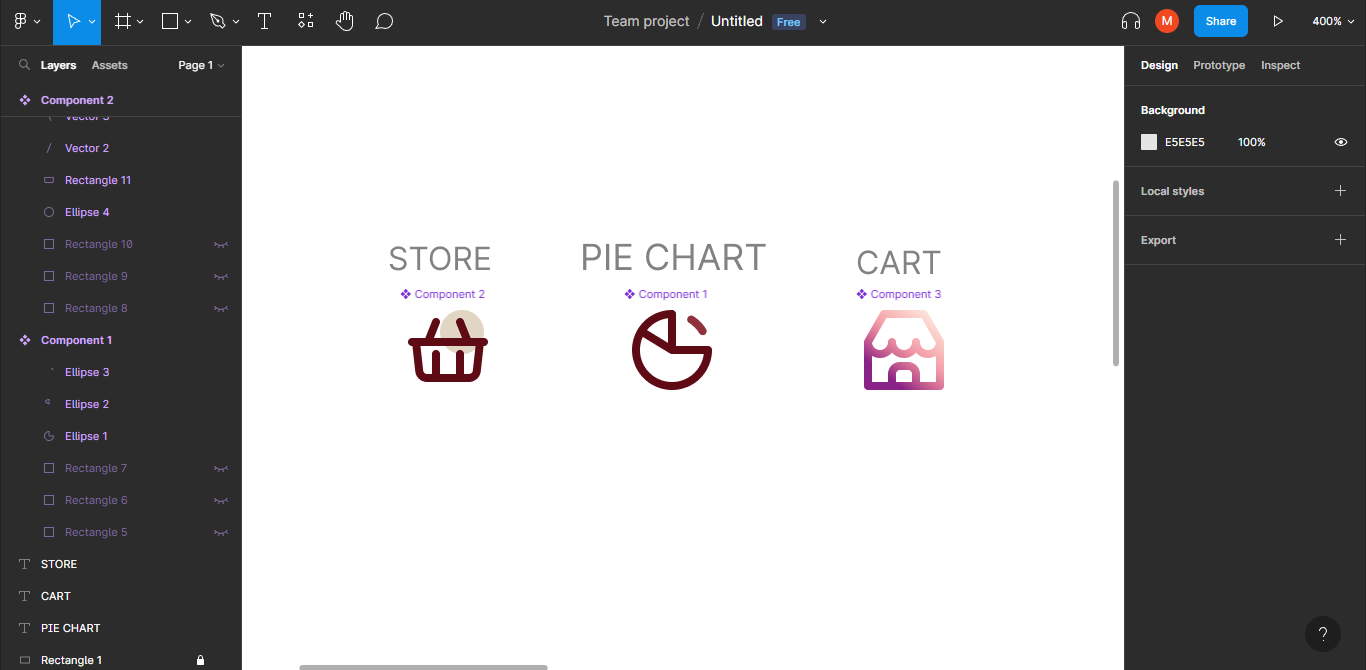 Team project / Untitled Free
M
Share
400%
Layers
Assets
Page 1
Component 2
Vector 3
Vector 2
Rectangle 11
Ellipse 4
Rectangle 10
Rectangle 9
Rectangle 8
Component 1
Ellipse 3
Ellipse 2
Ellipse 1
Rectangle 7
Rectangle 6
Rectangle 5
STORE
CART
PIE CHART
Rectangle 1
STORE
PIE CHART
CART
Component 2
Component 1
Component 3
Design
Prototype
Inspect
Background
E5E5E5
100%
Local styles
Export
?